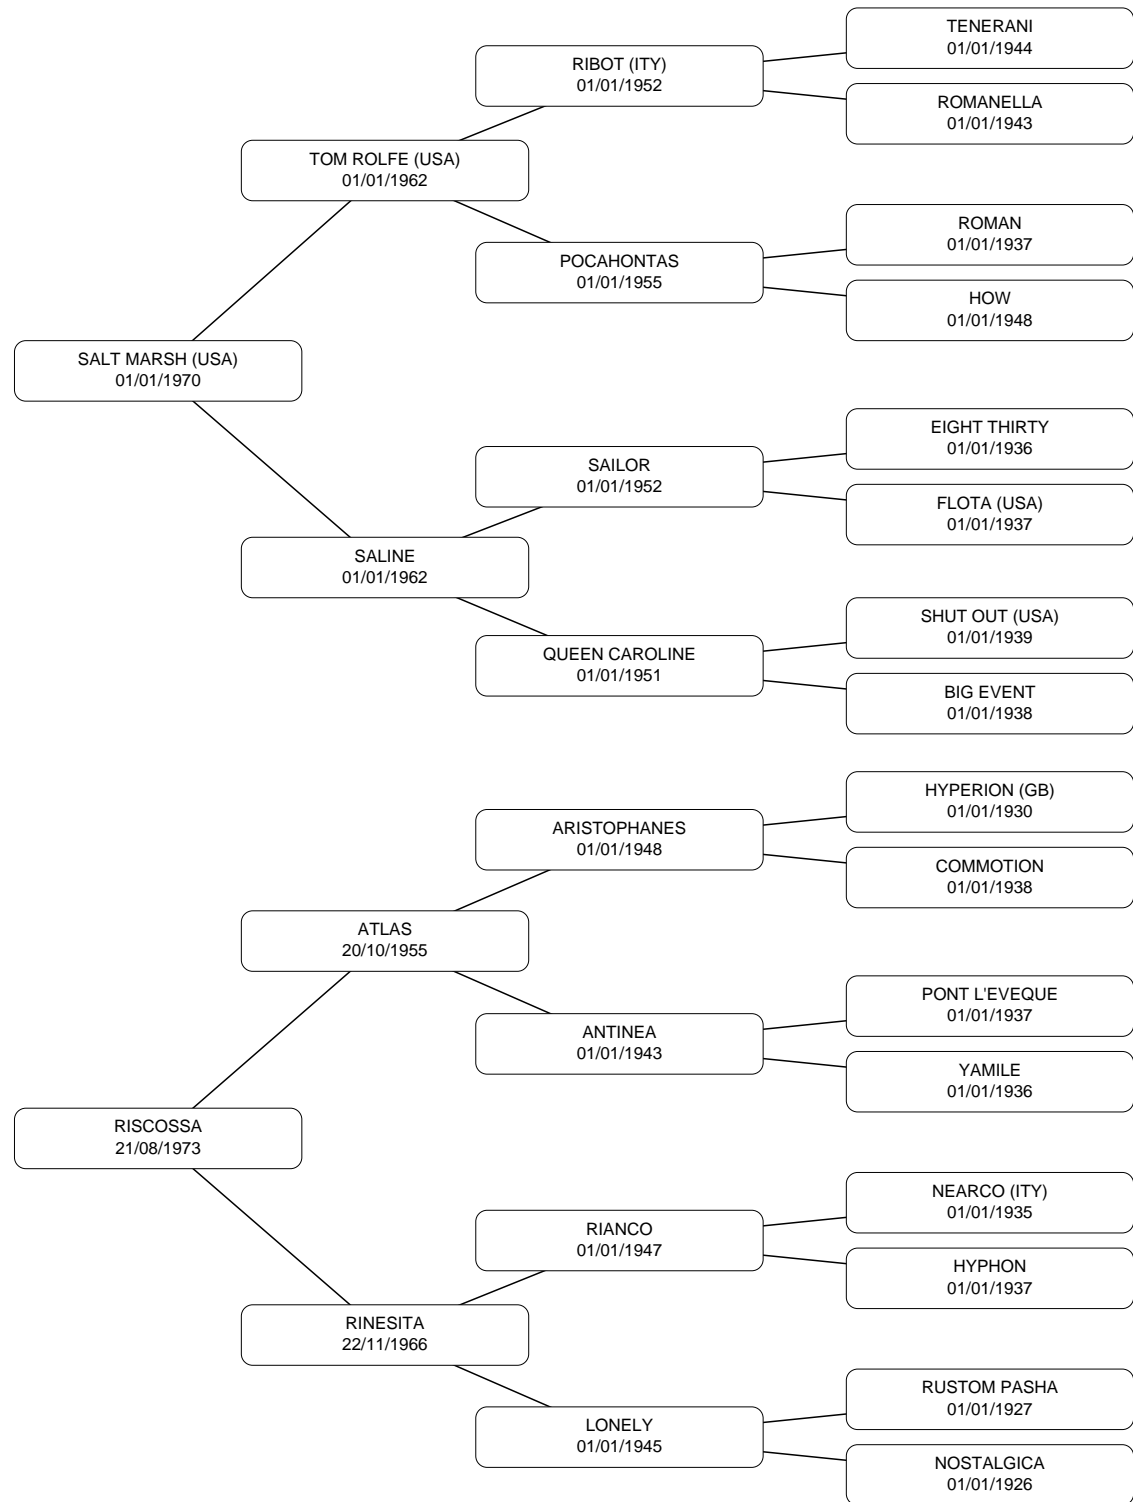 TENERANI
01/01/1944
RIBOT (ITY)
01/01/1952
ROMANELLA
01/01/1943
TOM ROLFE (USA)
01/01/1962
ROMAN
01/01/1937
POCAHONTAS
01/01/1955
HOW
01/01/1948
SALT MARSH (USA)
01/01/1970
EIGHT THIRTY
01/01/1936
SAILOR
01/01/1952
FLOTA (USA)
01/01/1937
SALINE
01/01/1962
SHUT OUT (USA)
01/01/1939
QUEEN CAROLINE
01/01/1951
BIG EVENT
01/01/1938
HYPERION (GB)
01/01/1930
ARISTOPHANES
01/01/1948
COMMOTION
01/01/1938
ATLAS
20/10/1955
PONT L'EVEQUE
01/01/1937
ANTINEA
01/01/1943
YAMILE
01/01/1936
RISCOSSA
21/08/1973
NEARCO (ITY)
01/01/1935
RIANCO
01/01/1947
HYPHON
01/01/1937
RINESITA
22/11/1966
RUSTOM PASHA
01/01/1927
LONELY
01/01/1945
NOSTALGICA
01/01/1926